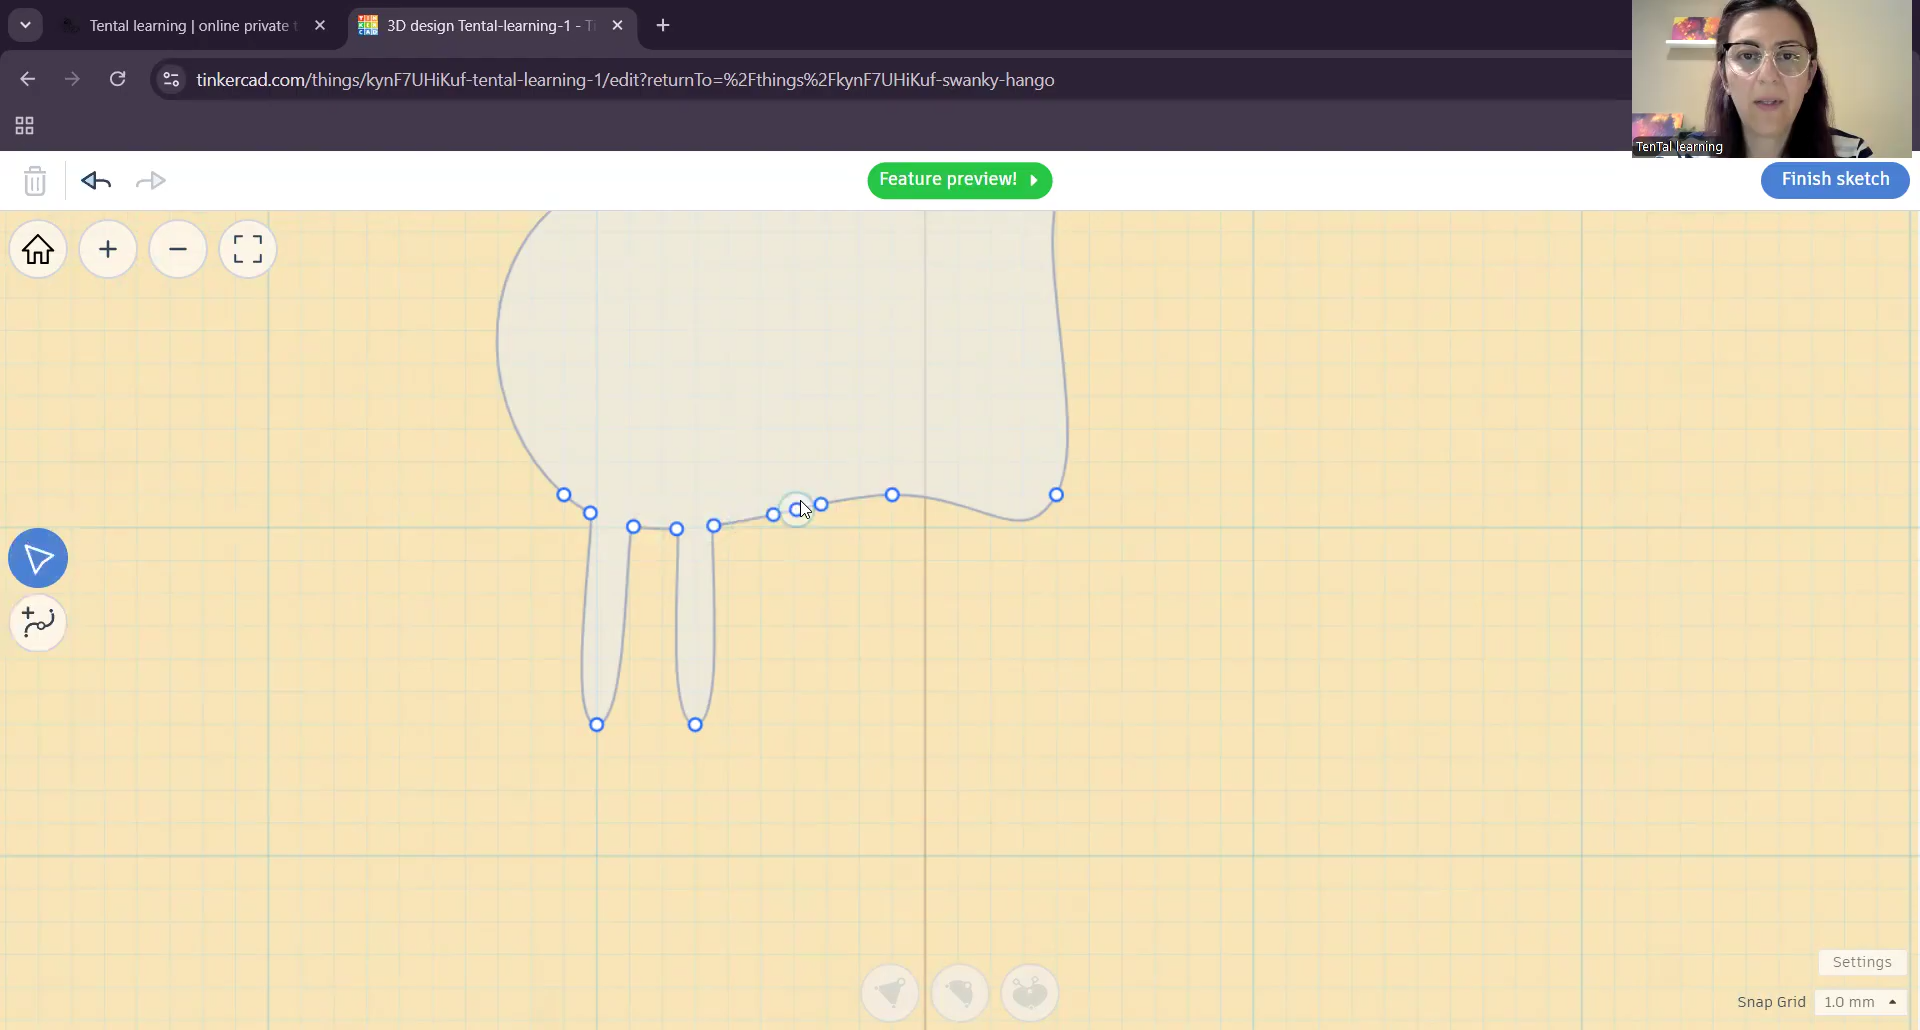 Tental learning | online private t
3D design Tental-learning-1 - Ti
tinkercad.com/things/kynF7UHiKuf-tental-learning-1/edit?returnTo=%2Fthings%2FkynF7UHiKuf-swanky-hango
TenTal learning
Feature preview!
Finish sketch
Settings
Snap Grid 1.0 mm